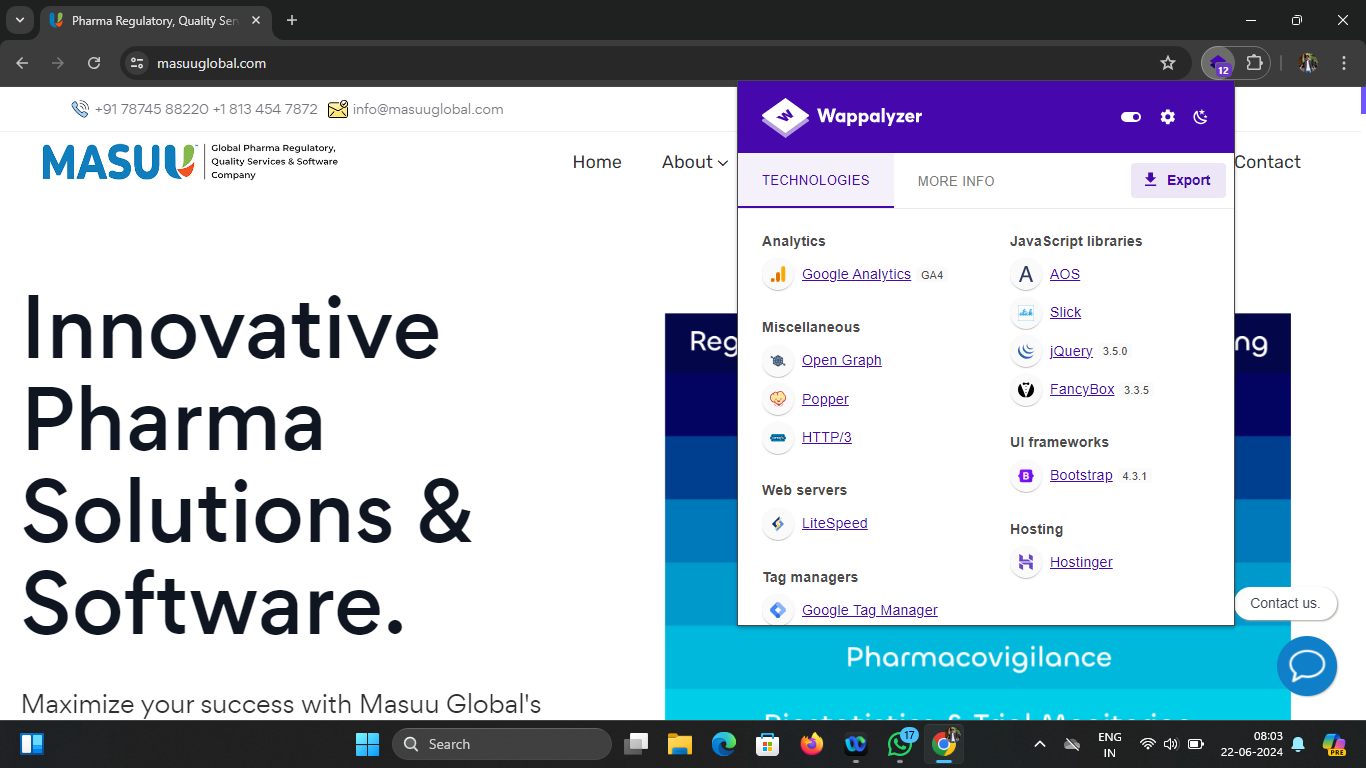 Pharma Regulatory, Quality Ser
masuuglobal.com
12
+91 78745 88220 +1 813 454 7872 info@masuuglobal.com
MASUU
Global Pharma Regulatory,
Quality Services & Software
Company
Home About Contact
Wappalyzer
TECHNOLOGIES MORE INFO Export
Analytics
Google Analytics GA4
Miscellaneous
Open Graph
Popper
HTTP/3
Web servers
LiteSpeed
Tag managers
Google Tag Manager
JavaScript libraries
AOS
Slick
jQuery 3.5.0
FancyBox 3.3.5
UI frameworks
Bootstrap 4.3.1
Hosting
Hostinger
Innovative
Pharma
Solutions &
Software.
Maximize your success with Masuu Global's
Reg
ng
Pharmacovigilance
Biostatistics & Trial Monitoring
Contact us.
Search
17
ENG
IN
08:03
22-06-2024
PRE